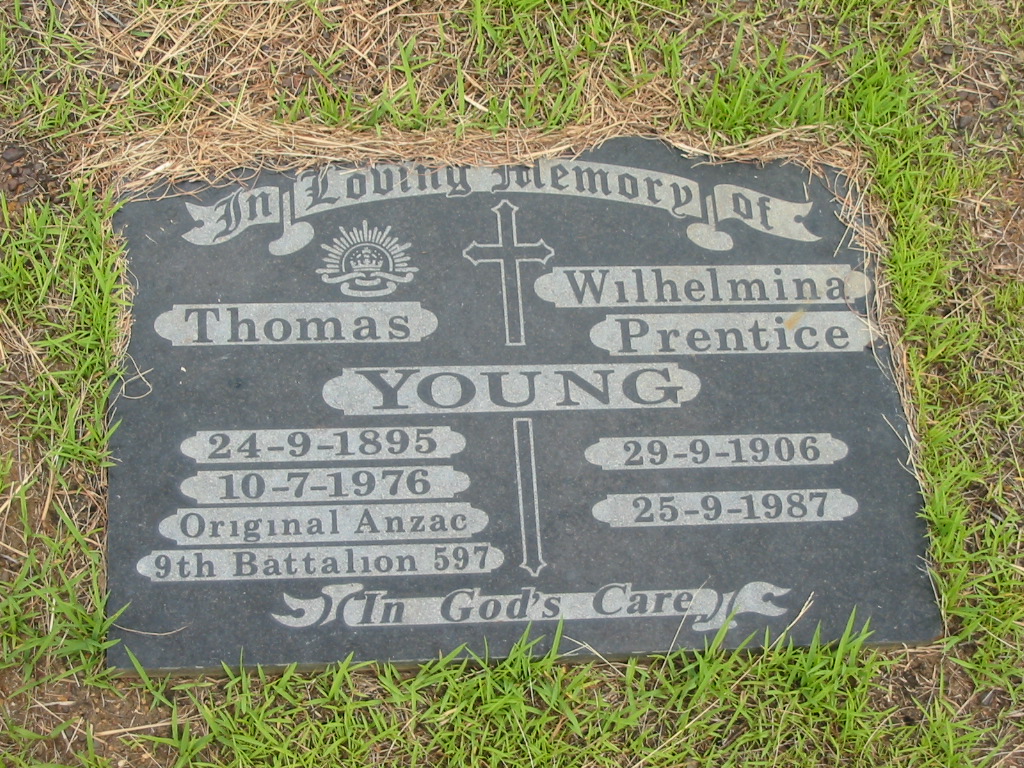 In Loving Memory of
Thomas
Wilhelmina
Prentice
YOUNG
24-9-1895
10-7-1976
Original Anzac
9th Battalion 597
29-9-1906
25-9-1987
In God's Care